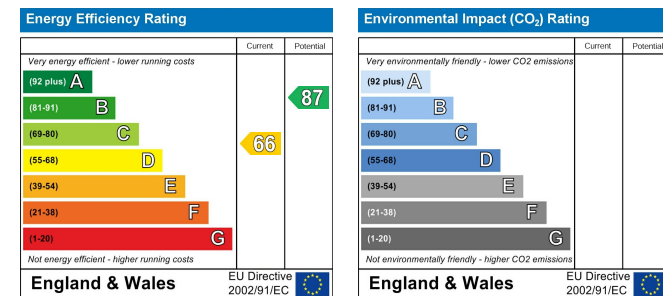 Energy Efficiency Rating
Current Potential
Very energy efficient - lower running costs
(92 plus) A
(81-91) B
(69-80) C
(55-68) D
(39-54) E
(21-38) F
(1-20) G
87
66
Not energy efficient - higher running costs
England & Wales
EU Directive
2002/91/EC
Environmental Impact (CO₂) Rating
Current Potential
Very environmentally friendly - lower CO2 emissions
(92 plus) A
(81-91) B
(69-80) C
(55-68) D
(39-54) E
(21-38) F
(1-20) G
Not environmentally friendly - higher CO2 emissions
England & Wales
EU Directive
2002/91/EC